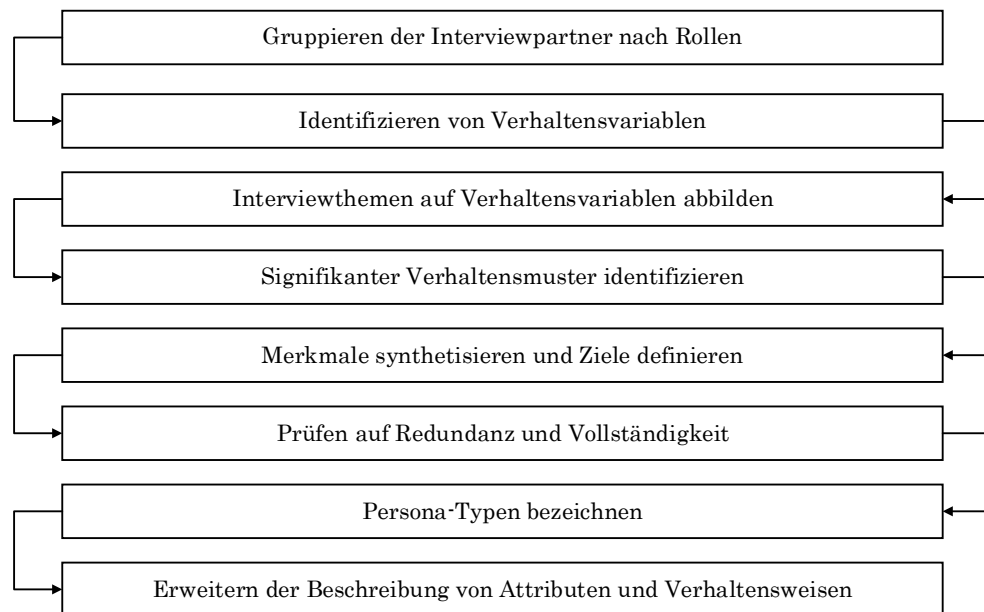 Gruppieren der Interviewpartner nach Rollen
Identifizieren von Verhaltensvariablen
Interviewthemen auf Verhaltensvariablen abbilden
Signifikanter Verhaltensmuster identifizieren
Merkmale synthetisieren und Ziele definieren
Prüfen auf Redundanz und Vollständigkeit
Persona-Typen bezeichnen
Erweitern der Beschreibung von Attributen und Verhaltensweisen